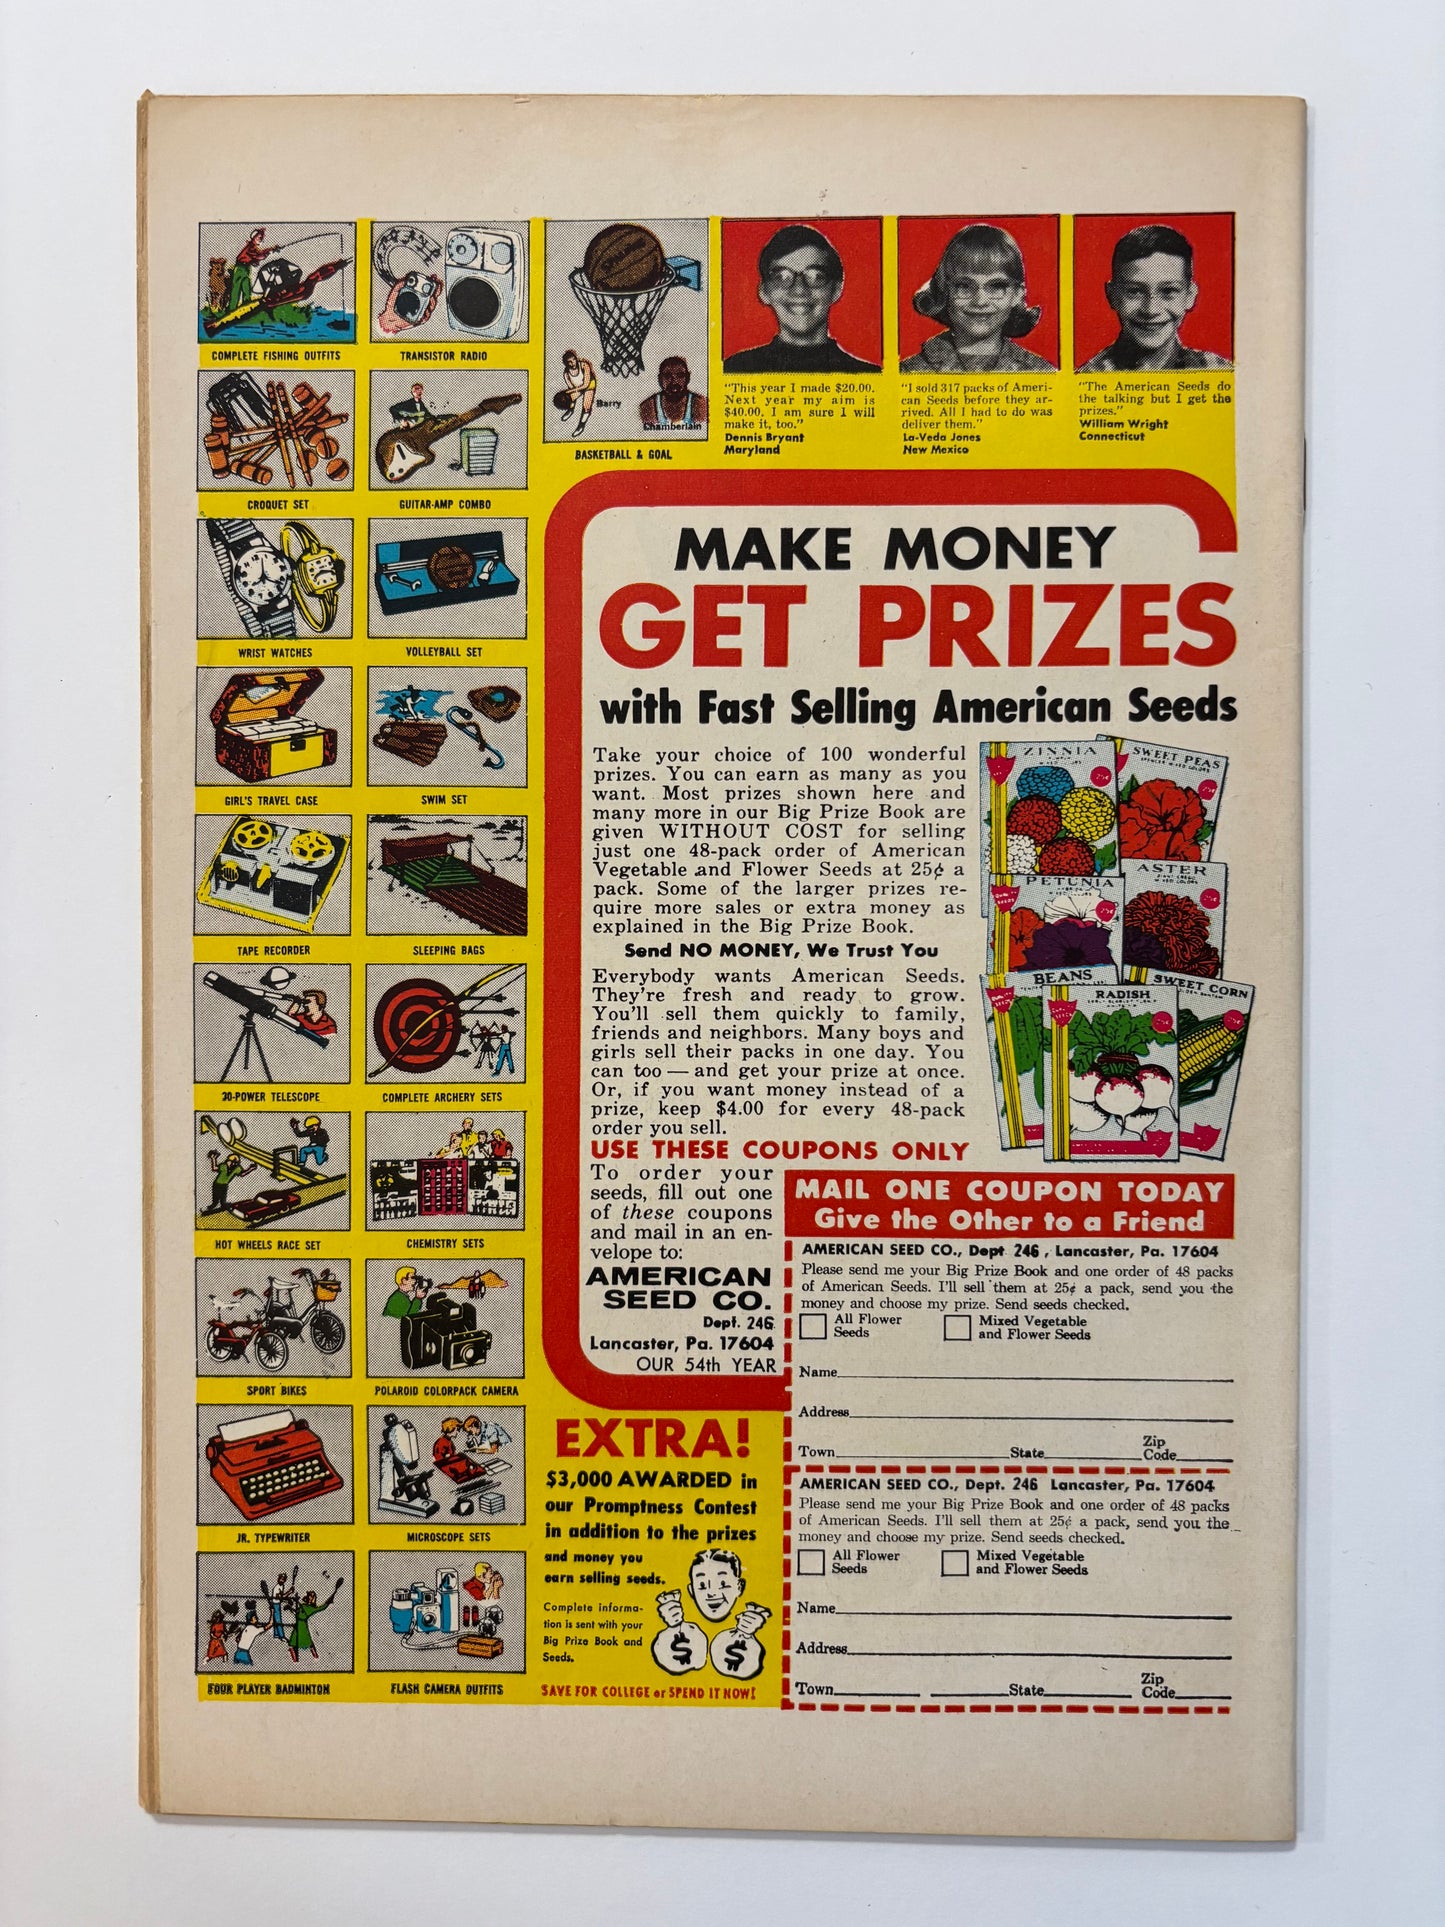 COMPLETE FISHING OUTFITS
TRANSISTOR RADIO
CROQUET SET
GUITAR-AMP COMBO
WRIST WATCHES
VOLLEYBALL SET
GIRL'S TRAVEL CASE
SWIM SET
TAPE RECORDER
SLEEPING BAGS
30-POWER TELESCOPE
COMPLETE ARCHERY SETS
HOT WHEELS RACE SET
CHEMISTRY SETS
SPORT BIKES
POLAROID COLORPACK CAMERA
JR. TYPEWRITER
MICROSCOPE SETS
FOUR PLAYER BADMINTON
FLASH CAMERA OUTFITS
Barry
Chamberlain
BASKETBALL & GOAL
"This year I made $20.00.
Next year my aim is
$40.00. I am sure I will
make it, too."
Dennis Bryant
Maryland
"I sold 317 packs of Ameri-
can Seeds before they ar-
rived. All I had to do was
deliver them."
La-Veda Jones
New Mexico
"The American Seeds do
the talking but I get the
prizes."
William Wright
Connecticut
MAKE MONEY
GET PRIZES
with Fast Selling American Seeds
Take your choice of 100 wonderful
prizes. You can earn as many as you
want. Most prizes shown here and
many more in our Big Prize Book are
given WITHOUT COST for selling
just one 48-pack order of American
Vegetable and Flower Seeds at 25¢ a
pack. Some of the larger prizes re-
quire more sales or extra money as
explained in the Big Prize Book.
Send NO MONEY, We Trust You
Everybody wants American Seeds.
They're fresh and ready to grow.
You'll sell them quickly to family,
friends and neighbors. Many boys and
girls sell their packs in one day. You
can too — and get your prize at once.
Or, if you want money instead of a
prize, keep $4.00 for every 48-pack
order you sell.
ZINNIA
25¢
SWEET PEAS
25¢
PETUNIA
25¢
ASTER
25¢
BEANS
RADISH
25¢
SWEET CORN
25¢
USE THESE COUPONS ONLY
To order your
seeds, fill out one
of these coupons
and mail in an en-
velope to:
AMERICAN
SEED CO.
Dept. 246
Lancaster, Pa. 17604
OUR 54th YEAR
MAIL ONE COUPON TODAY
Give the Other to a Friend
AMERICAN SEED CO., Dept 246, Lancaster, Pa. 17604
Please send me your Big Prize Book and one order of 48 packs
of American Seeds. I'll sell them at 25¢ a pack, send you the
money and choose my prize. Send seeds checked.
All Flower
Seeds
Mixed Vegetable
and Flower Seeds
Name
Address
Town State Zip Code
AMERICAN SEED CO., Dept. 246 Lancaster, Pa. 17604
Please send me your Big Prize Book and one order of 48 packs
of American Seeds. I'll sell them at 25¢ a pack, send you the
money and choose my prize. Send seeds checked.
All Flower
Seeds
Mixed Vegetable
and Flower Seeds
Name
Address
Town State Zip Code
EXTRA!
$3,000 AWARDED in
our Promptness Contest
in addition to the prizes
and money you
earn selling seeds.
Complete informa-
tion is sent with your
Big Prize Book and
Seeds.
$ $
SAVE FOR COLLEGE or SPEND IT NOW!